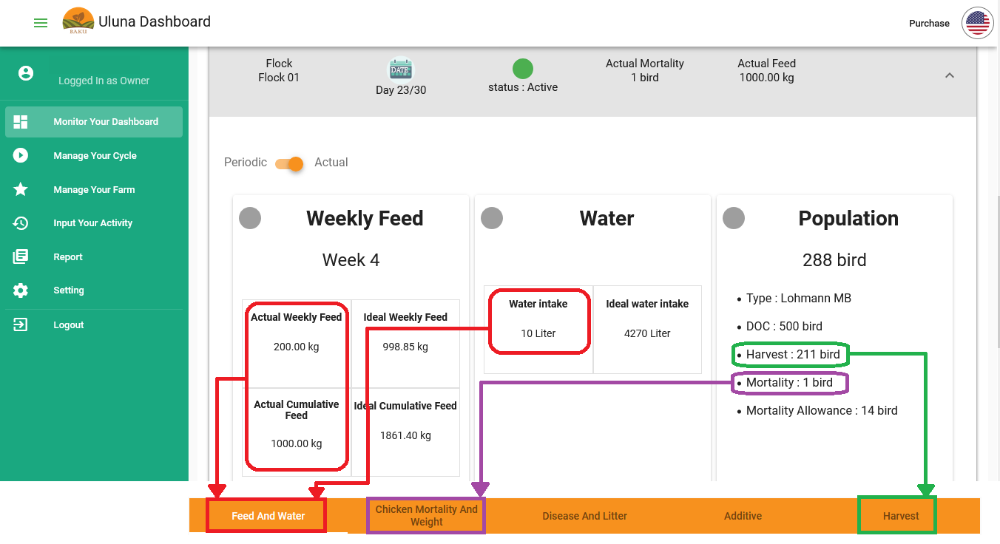 Uluna Dashboard
BAKU
Purchase
Logged In as Owner
Monitor Your Dashboard
Manage Your Cycle
Manage Your Farm
Input Your Activity
Report
Setting
Logout
Flock
Flock 01
DATE
Day 23/30
status : Active
Actual Mortality
1 bird
Actual Feed
1000.00 kg
Periodic
Actual
Weekly Feed
Week 4
Actual Weekly Feed
200.00 kg
Ideal Weekly Feed
998.85 kg
Actual Cumulative
Feed
1000.00 kg
Ideal Cumulative Feed
1861.40 kg
Water
Water intake
10 Liter
Ideal water intake
4270 Liter
Population
288 bird
• Type : Lohmann MB
• DOC : 500 bird
• Harvest : 211 bird
• Mortality : 1 bird
• Mortality Allowance : 14 bird
Feed And Water
Chicken Mortality And
Weight
Disease And Litter
Additive
Harvest